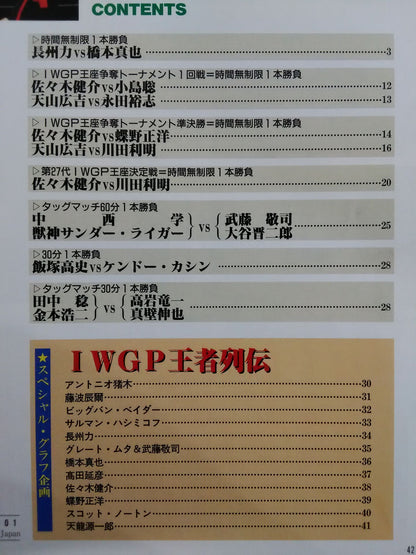 CONTENTS
▷時間無制限1本勝負
長州力vs橋本真也 3
▷IWGP王座争奪トーナメント1回戦=時間無制限1本勝負
佐々木健介vs小島聡 12
天山広吉vs永田裕志 13
▷IWGP王座争奪トーナメント準決勝=時間無制限1本勝負
佐々木健介vs蝶野正洋 14
天山広吉vs川田利明 16
▷第27代IWGP王座決定戦=時間無制限1本勝負
佐々木健介vs川田利明 20
▷タッグマッチ60分1本勝負
中西学 vs 武藤敬司 25
獣神サンダー・ライガー 大谷晋二郎
▷30分1本勝負
飯塚高史vsケンドー・カシン 28
▷タッグマッチ30分1本勝負
田中稔 vs 高岩竜一 28
金本浩二 真壁伸也
★スペシャル・グラフ企画
IWGP王者列伝
アントニオ猪木 30
藤波辰爾 31
ビッグバン・ベイダー 32
サルマン・ハシミコフ 33
長州力 34
グレート・ムタ&武藤敬司 35
橋本真也 36
高田延彦 37
佐々木健介 38
蝶野正洋 39
スコット・ノートン 40
天龍源一郎 41
01
Japan
42